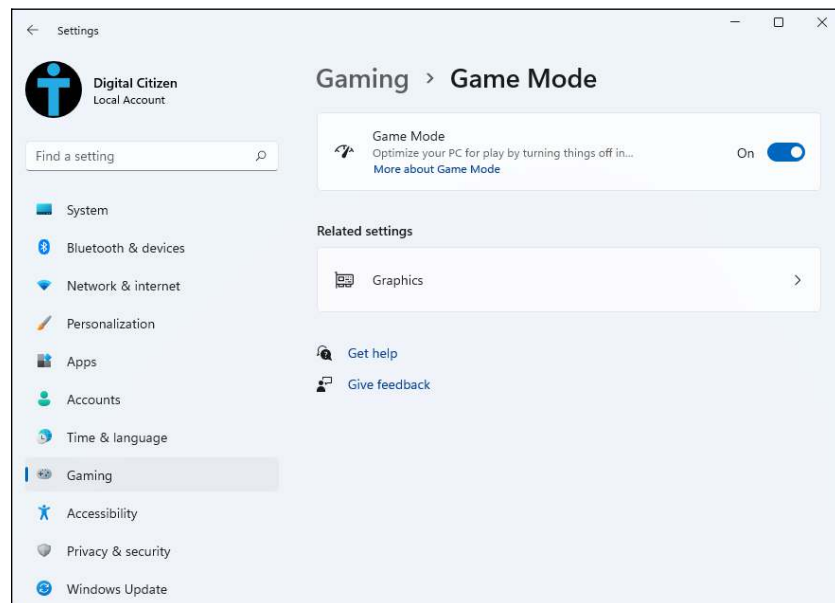 Settings
Digital Citizen
Local Account
Find a setting
System
Bluetooth & devices
Network & internet
Personalization
Apps
Accounts
Time & language
Gaming
Accessibility
Privacy & security
Windows Update
Gaming › Game Mode
Game Mode
Optimize your PC for play by turning things off in...
More about Game Mode
On
Related settings
Graphics
Get help
Give feedback